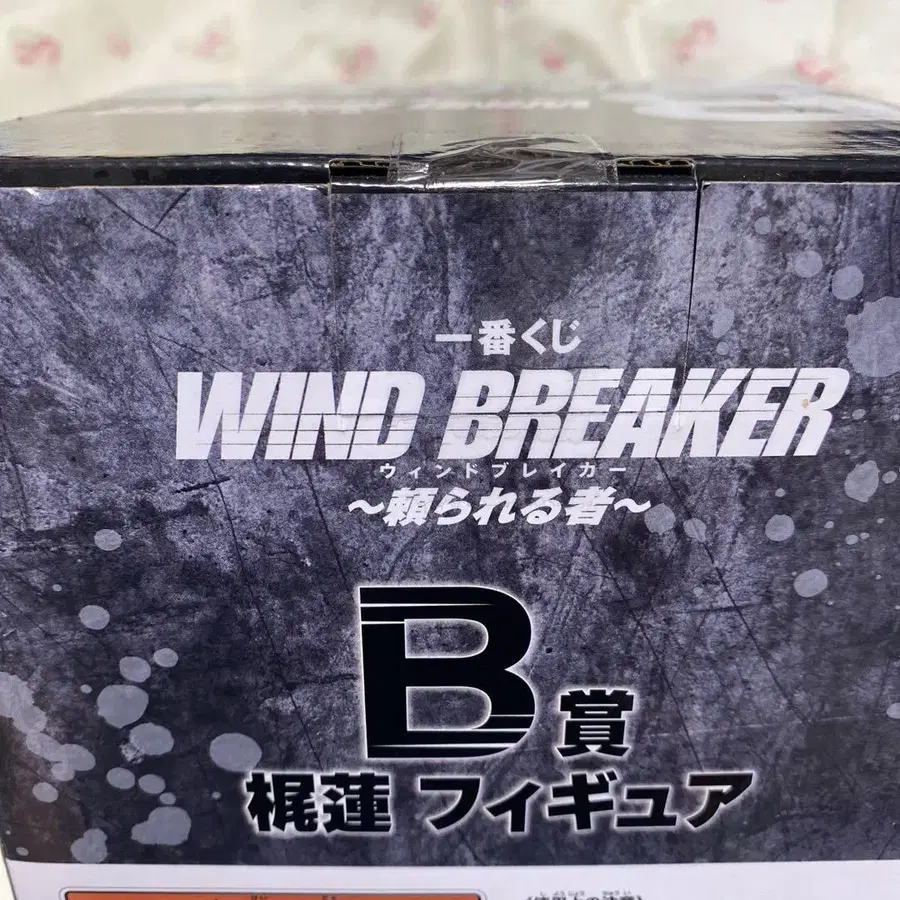 一番くじ
WIND BREAKER
ウィンドブレイカー
～頼られる者～
B賞
梶蓮 フィギュア